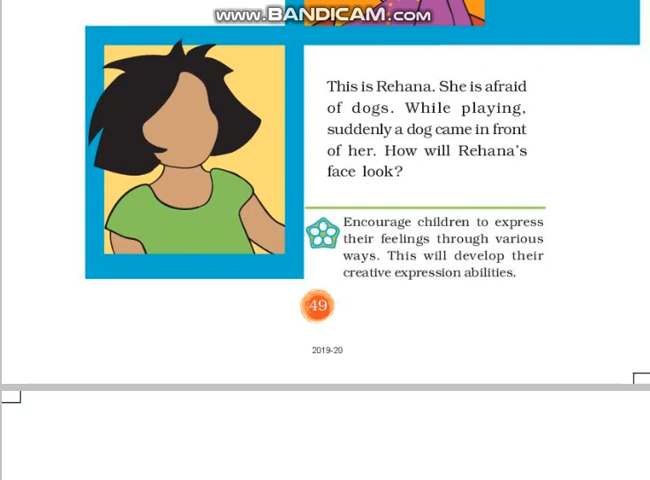 www.BANDICAM.com
This is Rehana. She is afraid
of dogs. While playing,
suddenly a dog came in front
of her. How will Rehana's
face look?
Encourage children to express
their feelings through various
ways. This will develop their
creative expression abilities.
49
2019-20